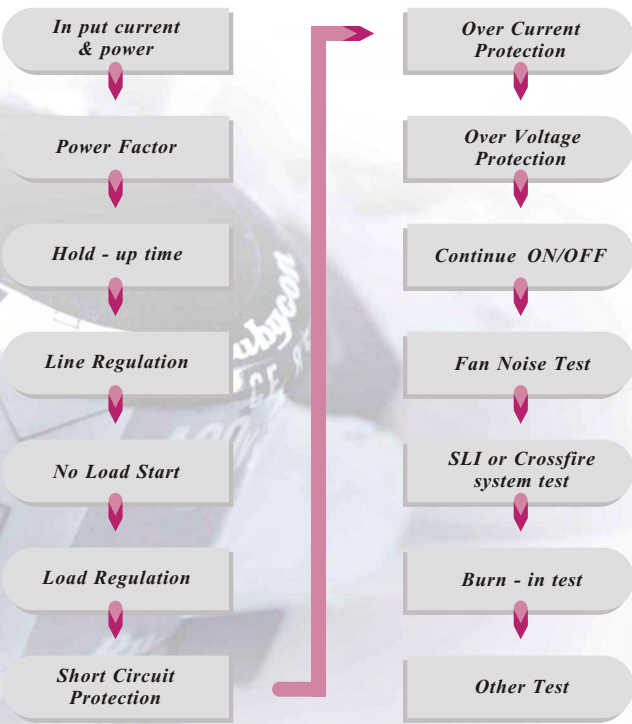 In put current
& power
Power Factor
Hold - up time
Line Regulation
No Load Start
Load Regulation
Short Circuit
Protection
Over Current
Protection
Over Voltage
Protection
Continue ON/OFF
Fan Noise Test
SLI or Crossfire
system test
Burn - in test
Other Test